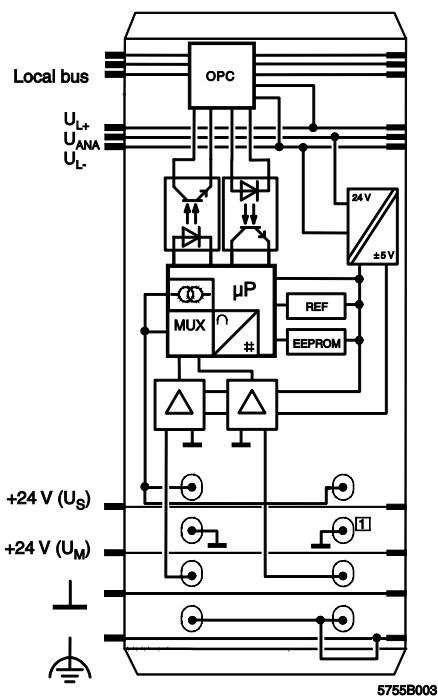 OPC
Local bus
UL+
UANA
UL-
24 V
±5 V
µP
REF
MUX
∩
#
EEPROM
+24 V (US)
1
+24 V (UM)
5755B003